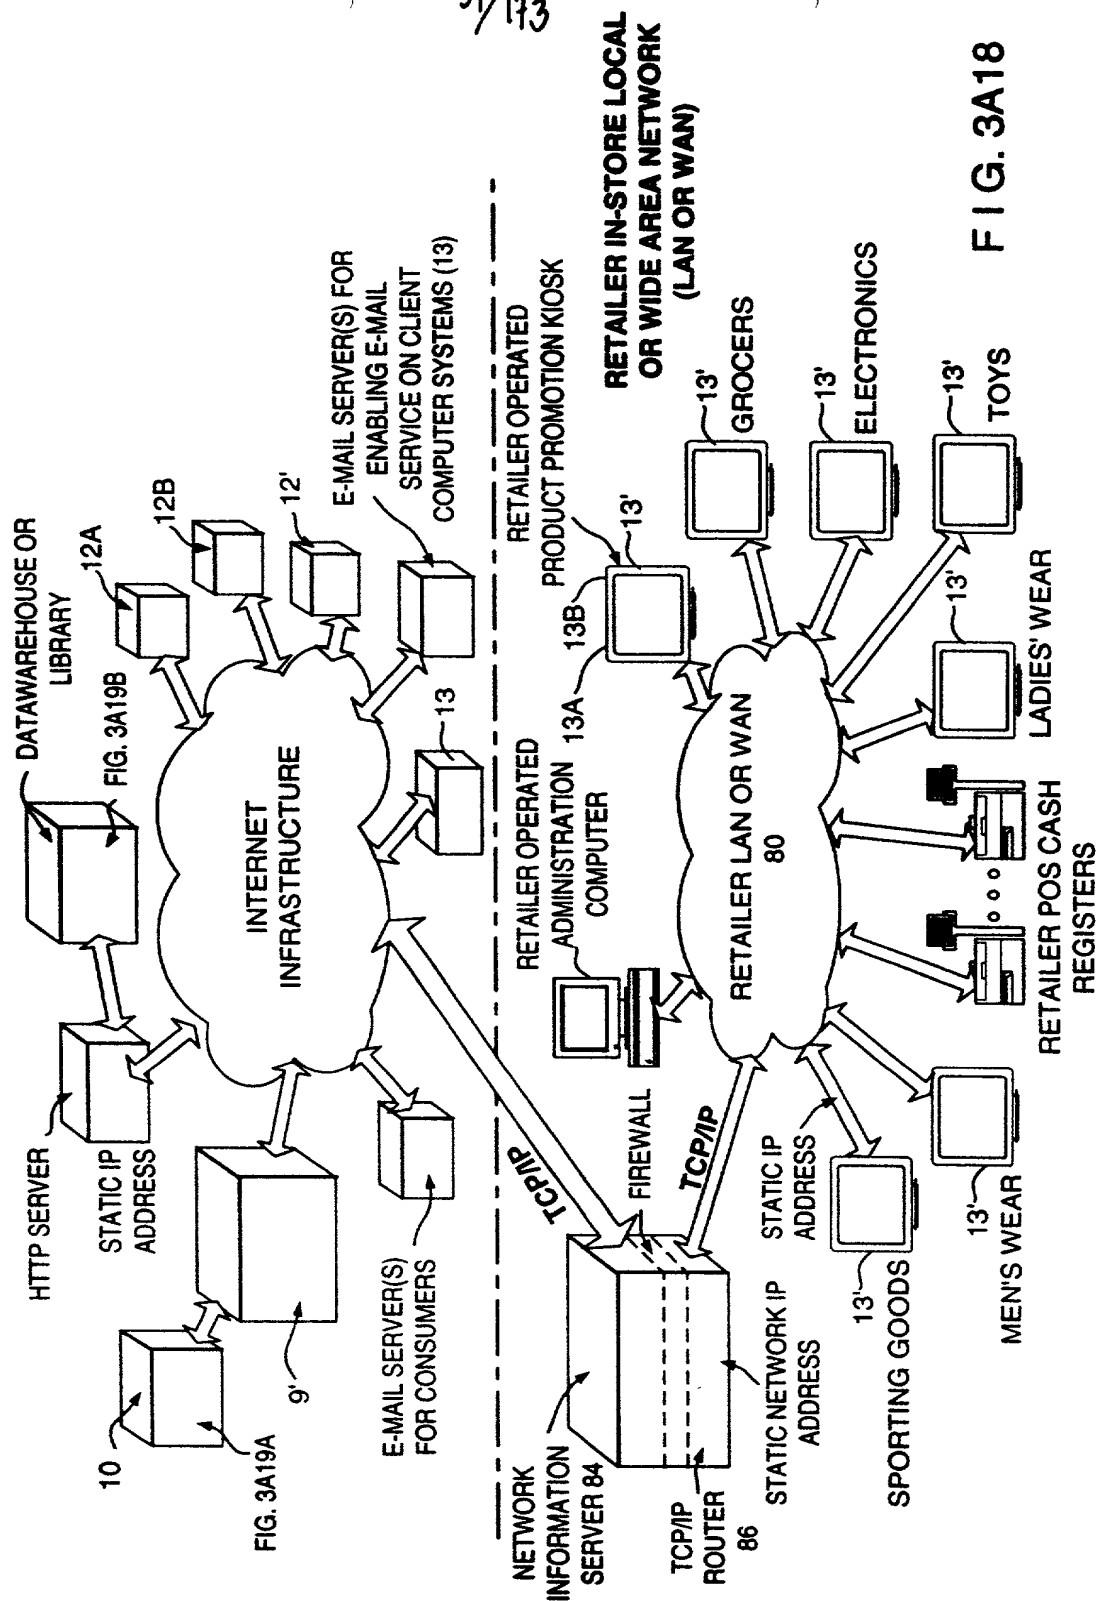 31/173
DATAWAREHOUSE OR
LIBRARY
FIG. 3A19B
HTTP SERVER
STATIC IP
ADDRESS
10
FIG. 3A19A
9'
E-MAIL SERVER(S)
FOR CONSUMERS
INTERNET
INFRASTRUCTURE
12A
12B
12'
E-MAIL SERVER(S) FOR
ENABLING E-MAIL
SERVICE ON CLIENT
COMPUTER SYSTEMS (13)
13
TCP/IP
NETWORK
INFORMATION
SERVER 84
FIREWALL
TCP/IP
TCP/IP
ROUTER
86
STATIC NETWORK IP
ADDRESS
RETAILER OPERATED
ADMINISTRATION
COMPUTER
RETAILER OPERATED
PRODUCT PROMOTION KIOSK
13A
13B
13'
RETAILER IN-STORE LOCAL
OR WIDE AREA NETWORK
(LAN OR WAN)
RETAILER LAN OR WAN
80
13'
GROCERS
13'
ELECTRONICS
13'
TOYS
13'
LADIES' WEAR
RETAILER POS CASH
REGISTERS
STATIC IP
ADDRESS
13'
SPORTING GOODS
13'
MEN'S WEAR
FIG. 3A18